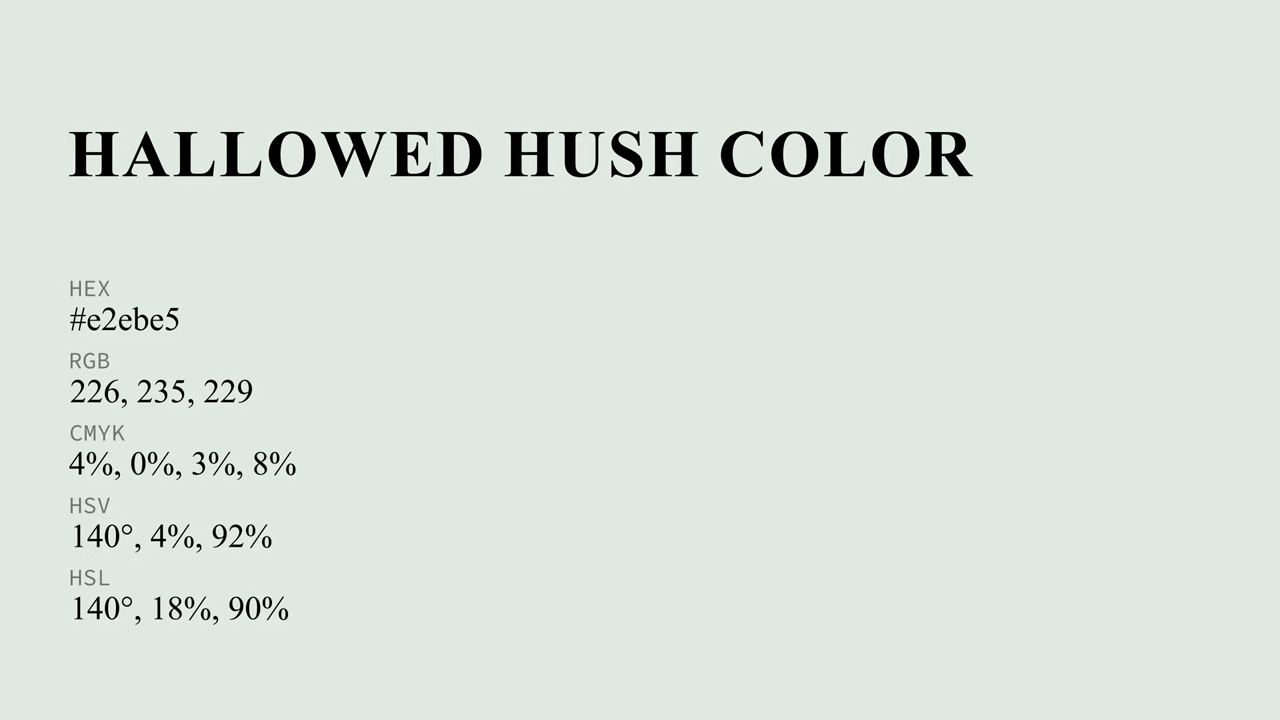 HALLOWED HUSH COLOR
HEX
#e2ebe5
RGB
226, 235, 229
CMYK
4%, 0%, 3%, 8%
HSV
140°, 4%, 92%
HSL
140°, 18%, 90%